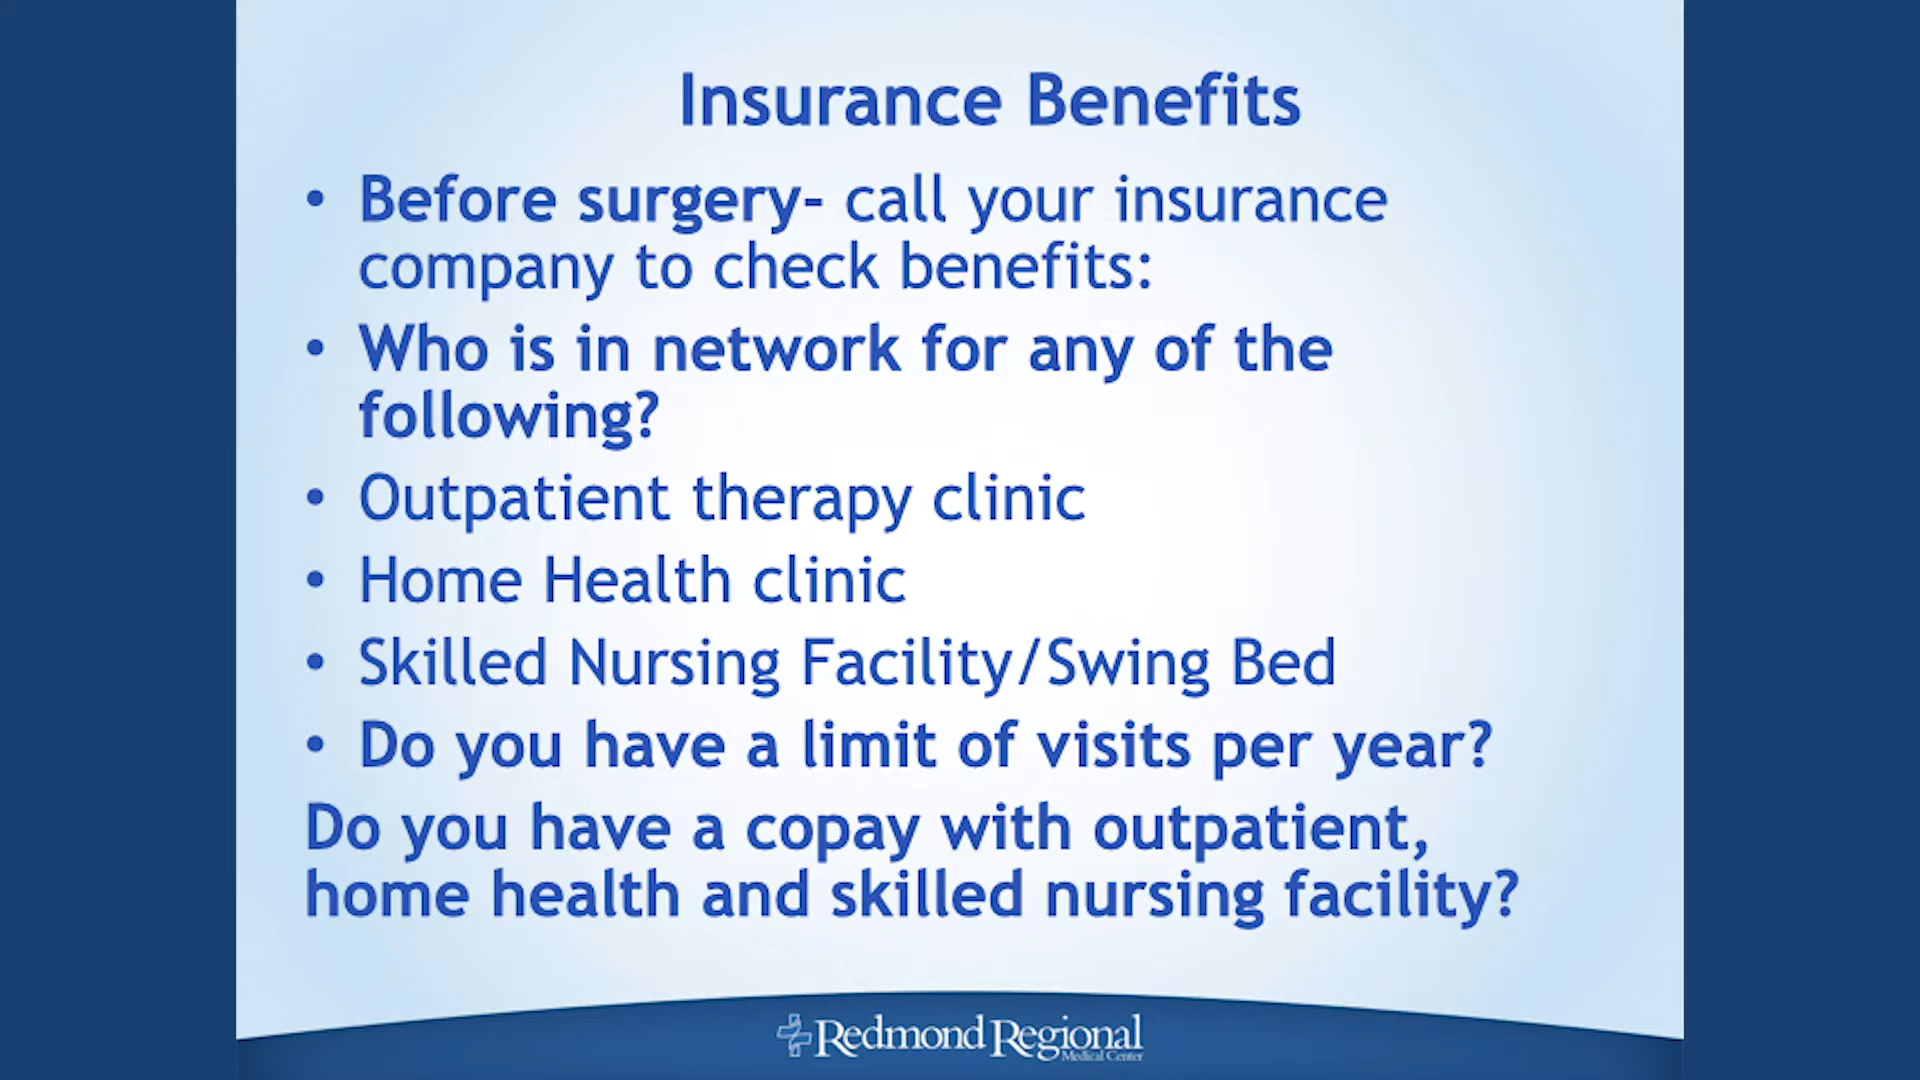 Insurance Benefits
• Before surgery- call your insurance
company to check benefits:
• Who is in network for any of the
following?
• Outpatient therapy clinic
• Home Health clinic
• Skilled Nursing Facility/Swing Bed
• Do you have a limit of visits per year?
Do you have a copay with outpatient,
home health and skilled nursing facility?
Redmond Regional
Medical Center